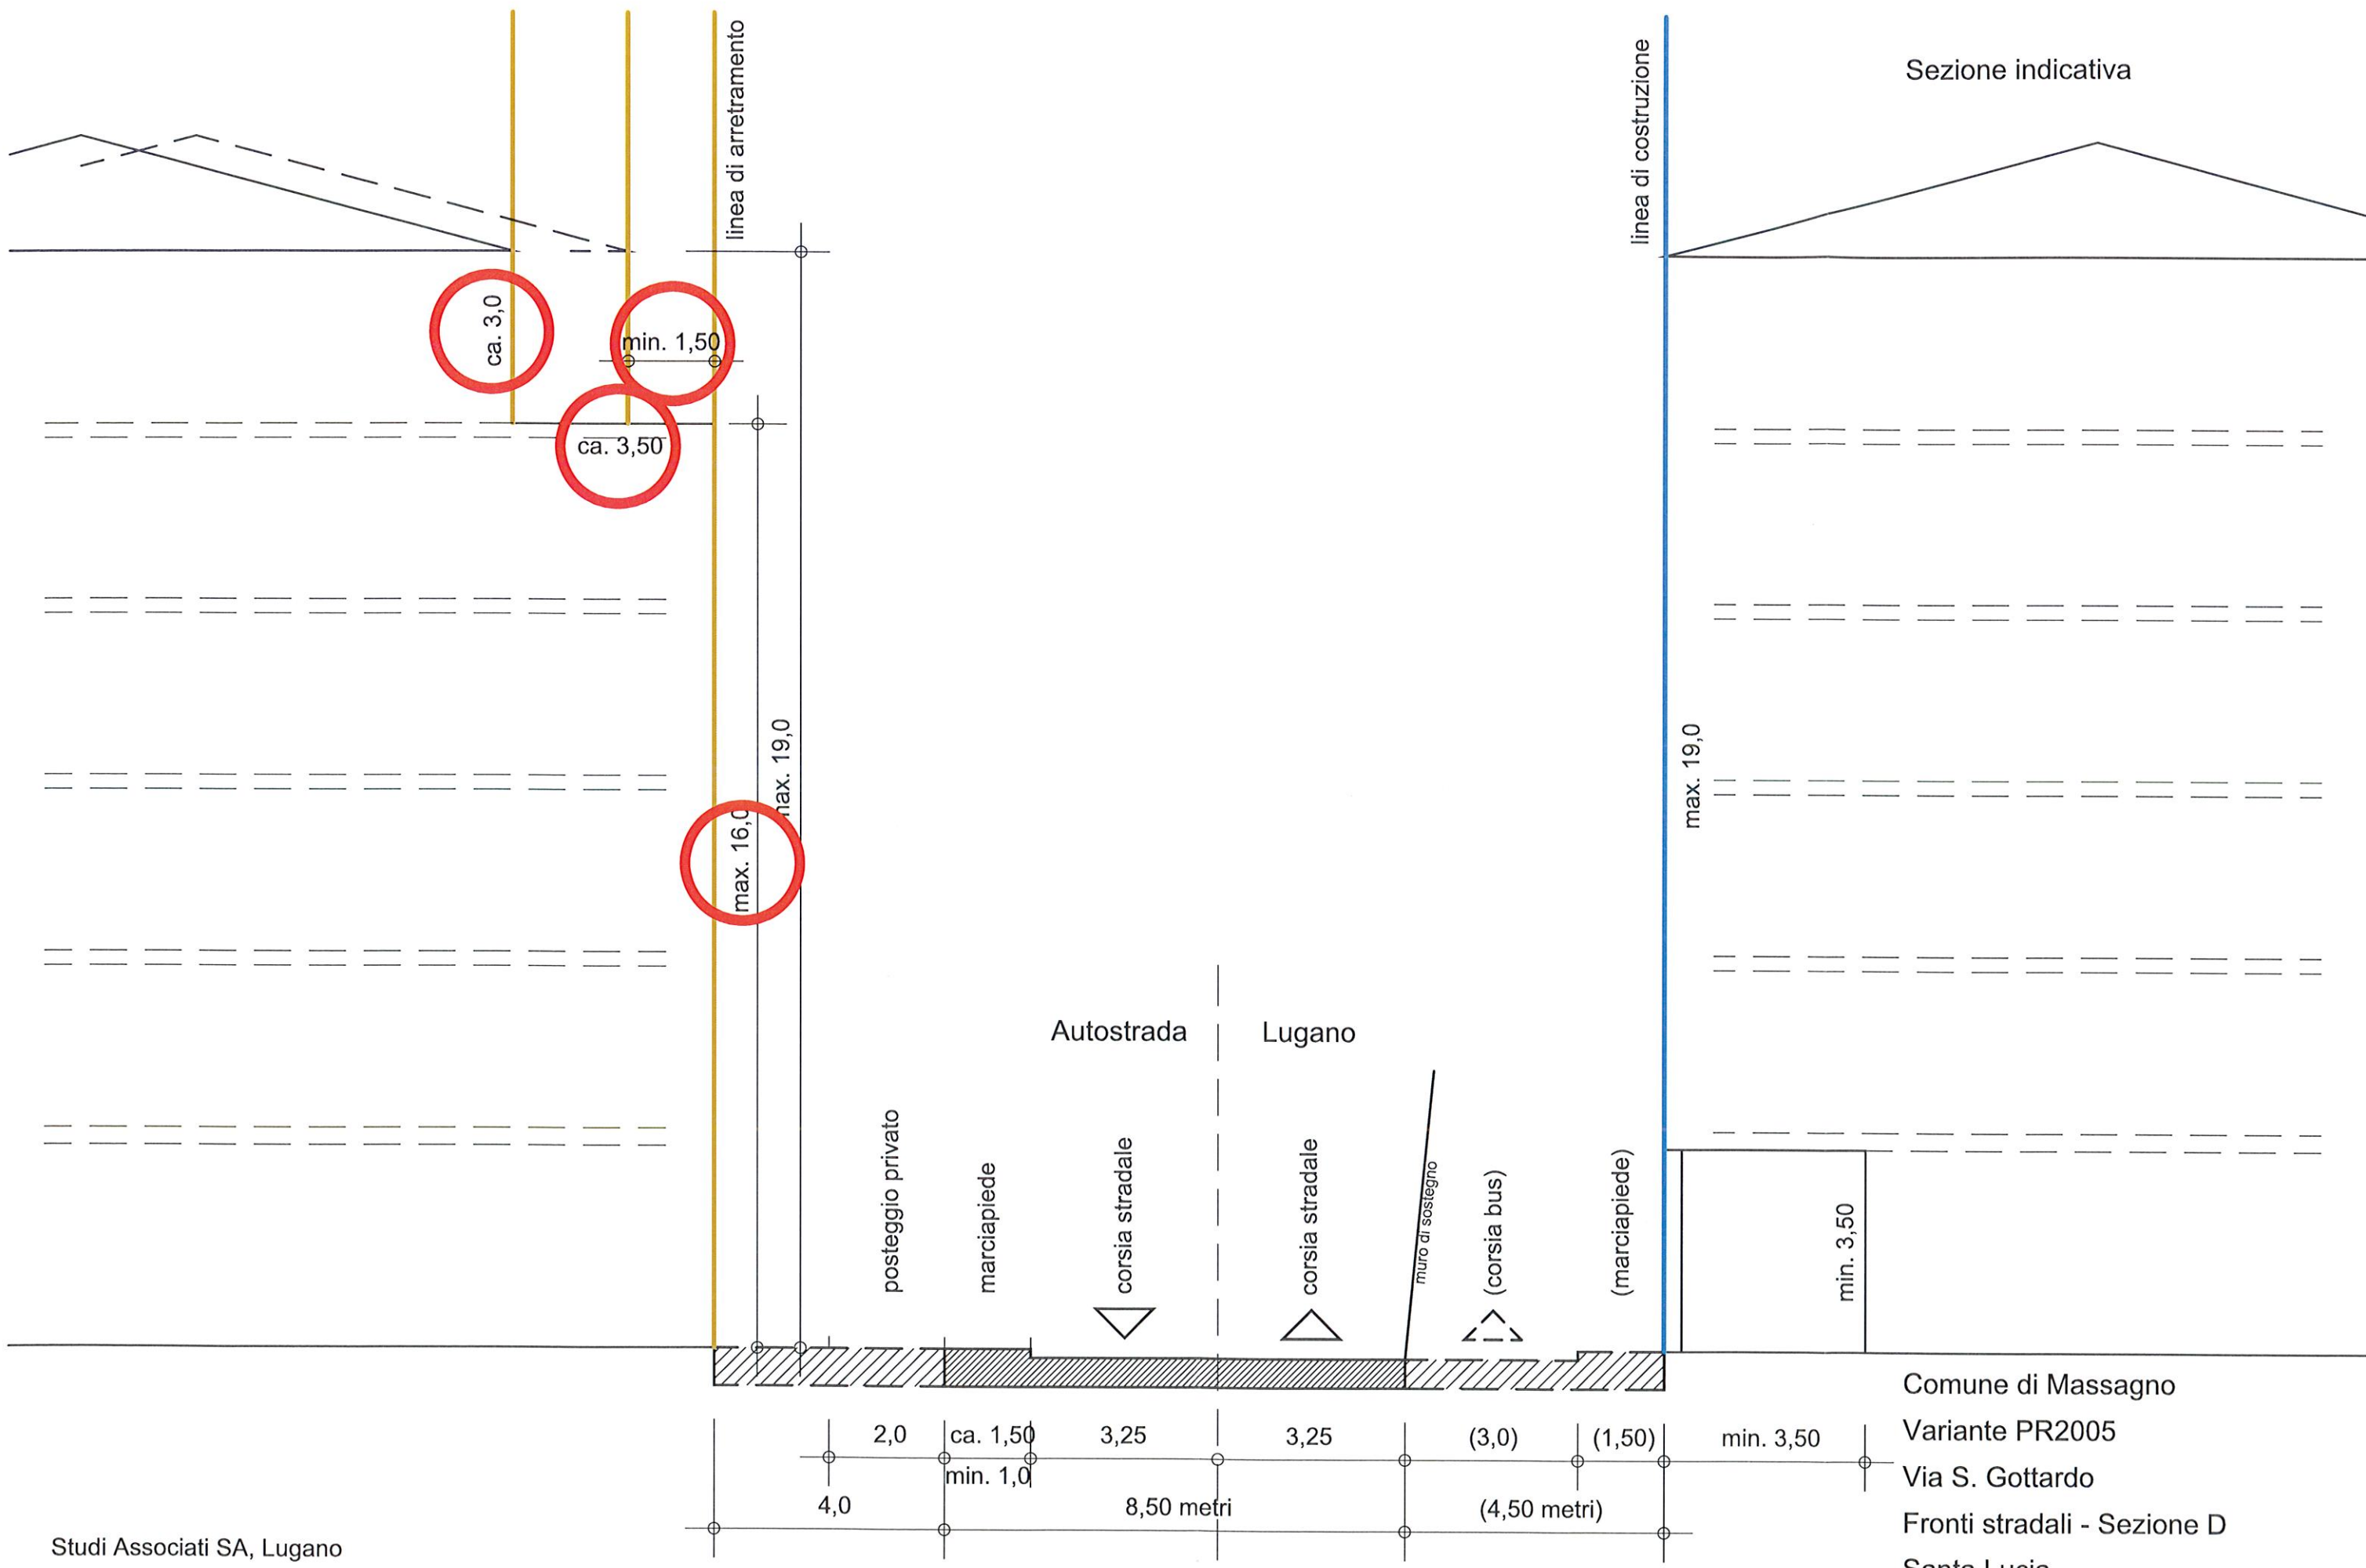 linea di arretramento
linea di costruzione
Sezione indicativa
ca. 3,0
min. 1,50
ca. 3,50
max. 19,0
max. 16,0
max. 19,0
Autostrada
Lugano
posteggio privato
marciapiede
corsia stradale
corsia stradale
muro di sostegno
(corsia bus)
(marciapiede)
min. 3,50
2,0
ca. 1,50
3,25
3,25
(3,0)
(1,50)
min. 3,50
min. 1,0
4,0
8,50 metri
(4,50 metri)
Comune di Massagno
Variante PR2005
Via S. Gottardo
Fronti stradali - Sezione D
Santa Lucia
Studi Associati SA, Lugano